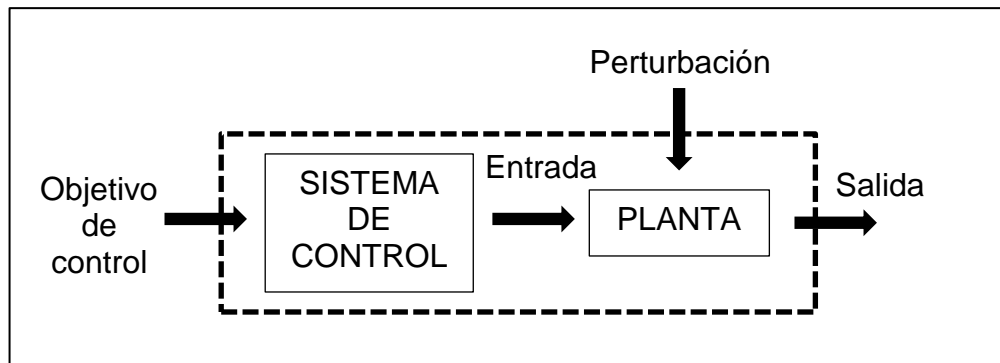 Perturbación
Objetivo
de
control
SISTEMA
DE
CONTROL
Entrada
PLANTA
Salida